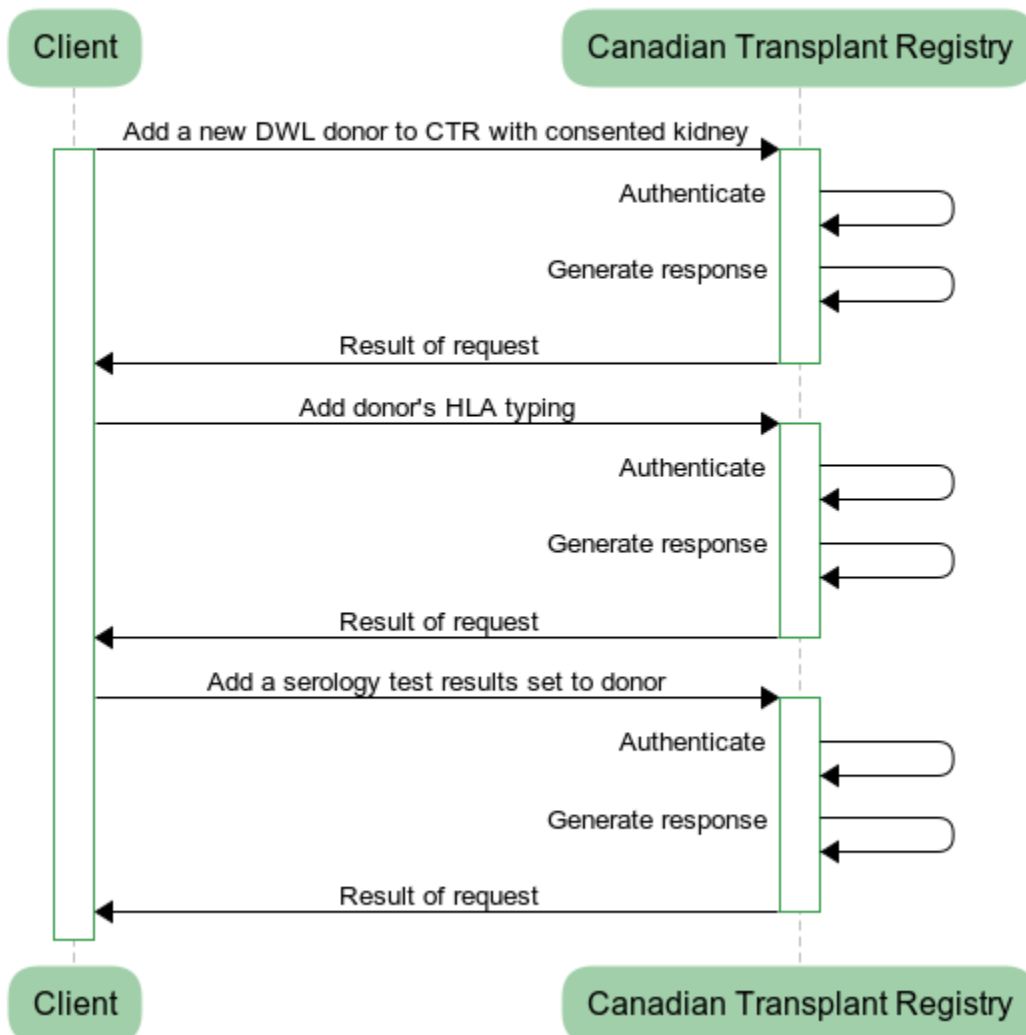 Client
Canadian Transplant Registry
Add a new DWL donor to CTR with consented kidney
Authenticate
Generate response
Result of request
Add donor's HLA typing
Authenticate
Generate response
Result of request
Add a serology test results set to donor
Authenticate
Generate response
Result of request
Client
Canadian Transplant Registry